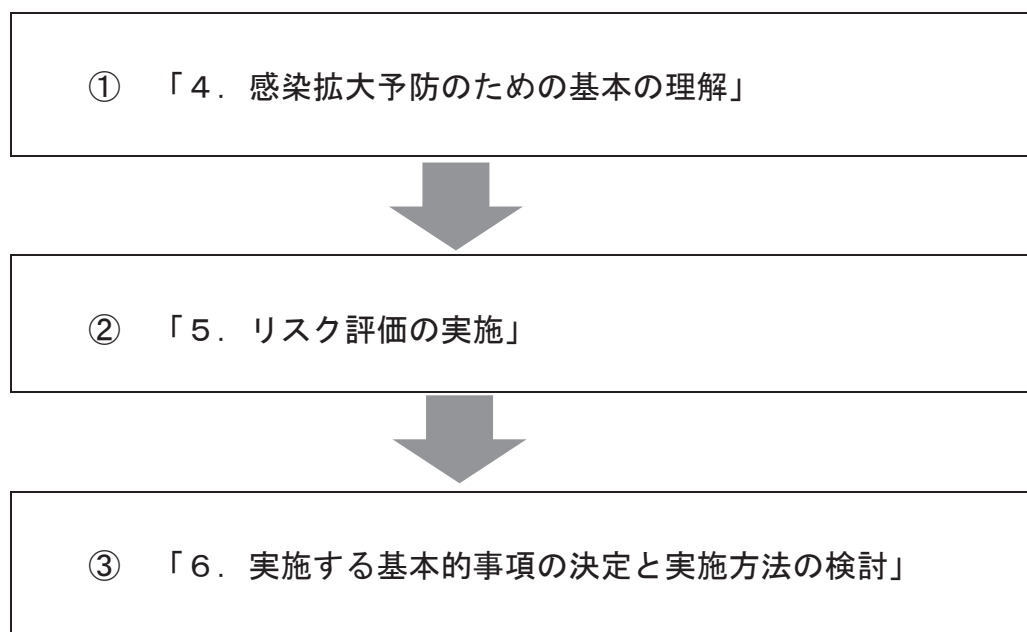 ① 「４．感染拡大予防のための基本の理解」
② 「５．リスク評価の実施」
③ 「６．実施する基本的事項の決定と実施方法の検討」